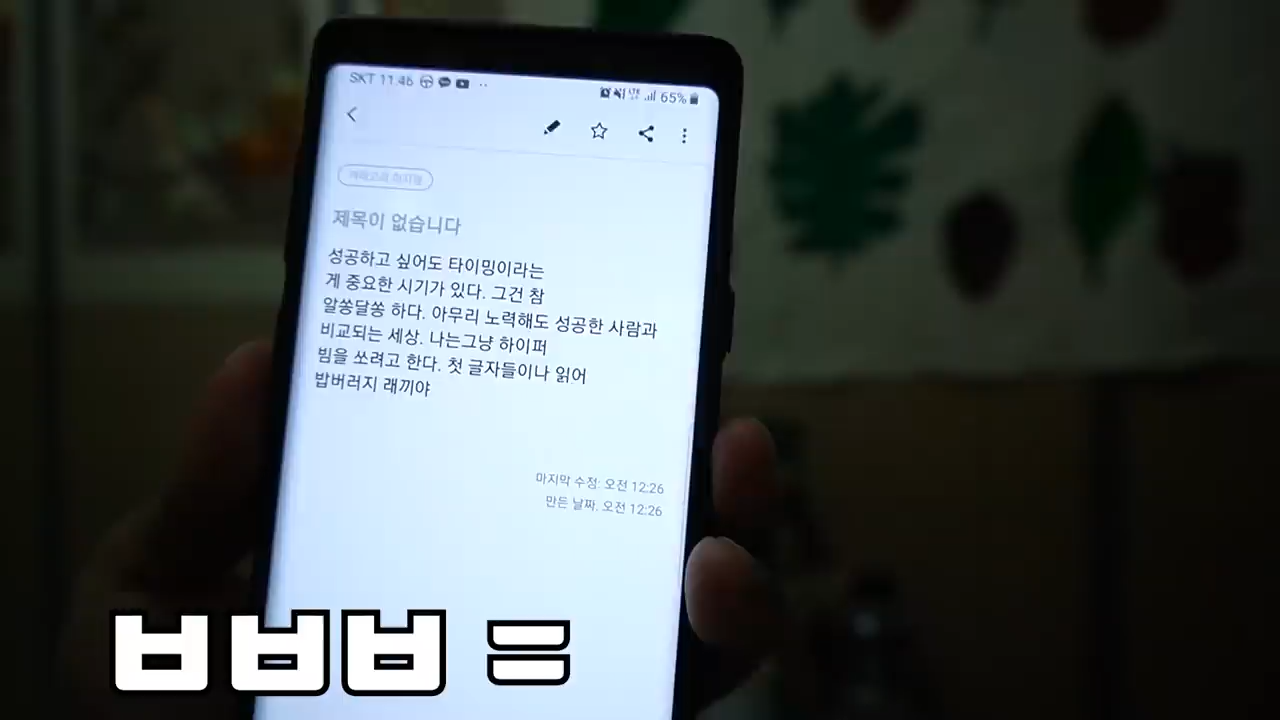 SKT 11:46
65%
제목이 없습니다
성공하고 싶어도 타이밍이라는
게 중요한 시기가 있다. 그건 참
알쏭달쏭 하다. 아무리 노력해도 성공한 사람과
비교되는 세상. 나는그냥 하이퍼
빔을 쏘려고 한다. 첫 글자들이나 읽어
밥버러지 래끼야
마지막 수정: 오전 12:26
만든 날짜. 오전 12:26
ㅂㅂㅂ =